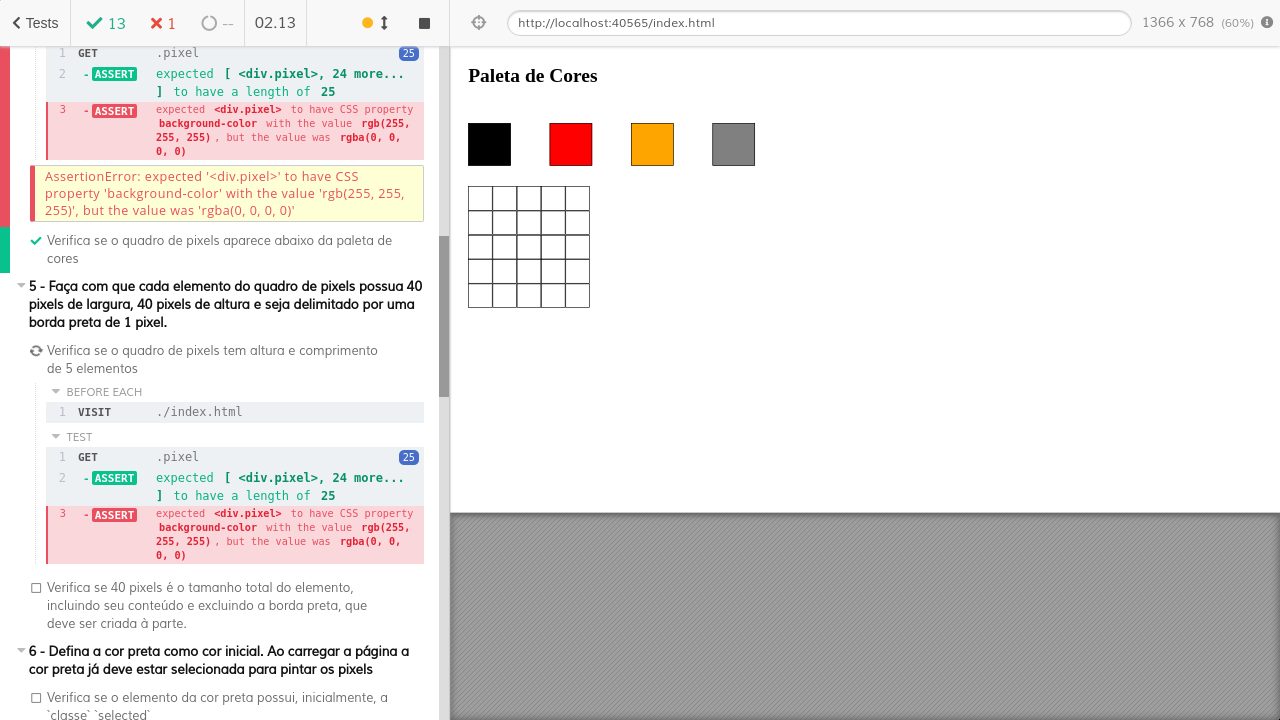 Tests
13
1
--
02.13
http://localhost:40565/index.html
1366 x 768 (60%)
1 GET .pixel 25
2 - ASSERT expected [ <div.pixel>, 24 more...
] to have a length of 25
3 - ASSERT expected <div.pixel> to have CSS property
background-color with the value rgb(255,
255, 255), but the value was rgba(0, 0,
0, 0)
AssertionError: expected '<div.pixel>' to have CSS
property 'background-color' with the value 'rgb(255, 255,
255)', but the value was 'rgba(0, 0, 0, 0)'
Verifica se o quadro de pixels aparece abaixo da paleta de
cores
5 - Faça com que cada elemento do quadro de pixels possua 40
pixels de largura, 40 pixels de altura e seja delimitado por uma
borda preta de 1 pixel.
Verifica se o quadro de pixels tem altura e comprimento
de 5 elementos
BEFORE EACH
1 VISIT ./index.html
TEST
1 GET .pixel 25
2 - ASSERT expected [ <div.pixel>, 24 more...
] to have a length of 25
3 - ASSERT expected <div.pixel> to have CSS property
background-color with the value rgb(255,
255, 255), but the value was rgba(0, 0,
0, 0)
Verifica se 40 pixels é o tamanho total do elemento,
incluindo seu conteúdo e excluindo a borda preta, que
deve ser criada à parte.
6 - Defina a cor preta como cor inicial. Ao carregar a página a
cor preta já deve estar selecionada para pintar os pixels
Verifica se o elemento da cor preta possui, inicialmente, a
`classe` `selected`
Paleta de Cores